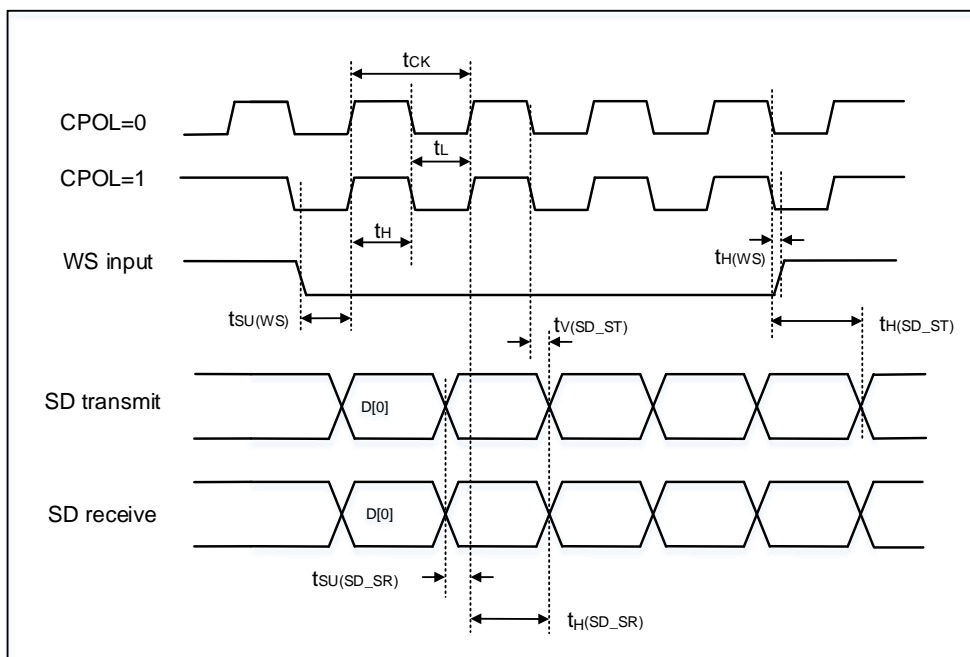 tCK
CPOL=0
tL
CPOL=1
tH
WS input
tH(WS)
tSU(WS)
tV(SD_ST)
tH(SD_ST)
SD transmit
D[0]
SD receive
D[0]
tSU(SD_SR)
tH(SD_SR)